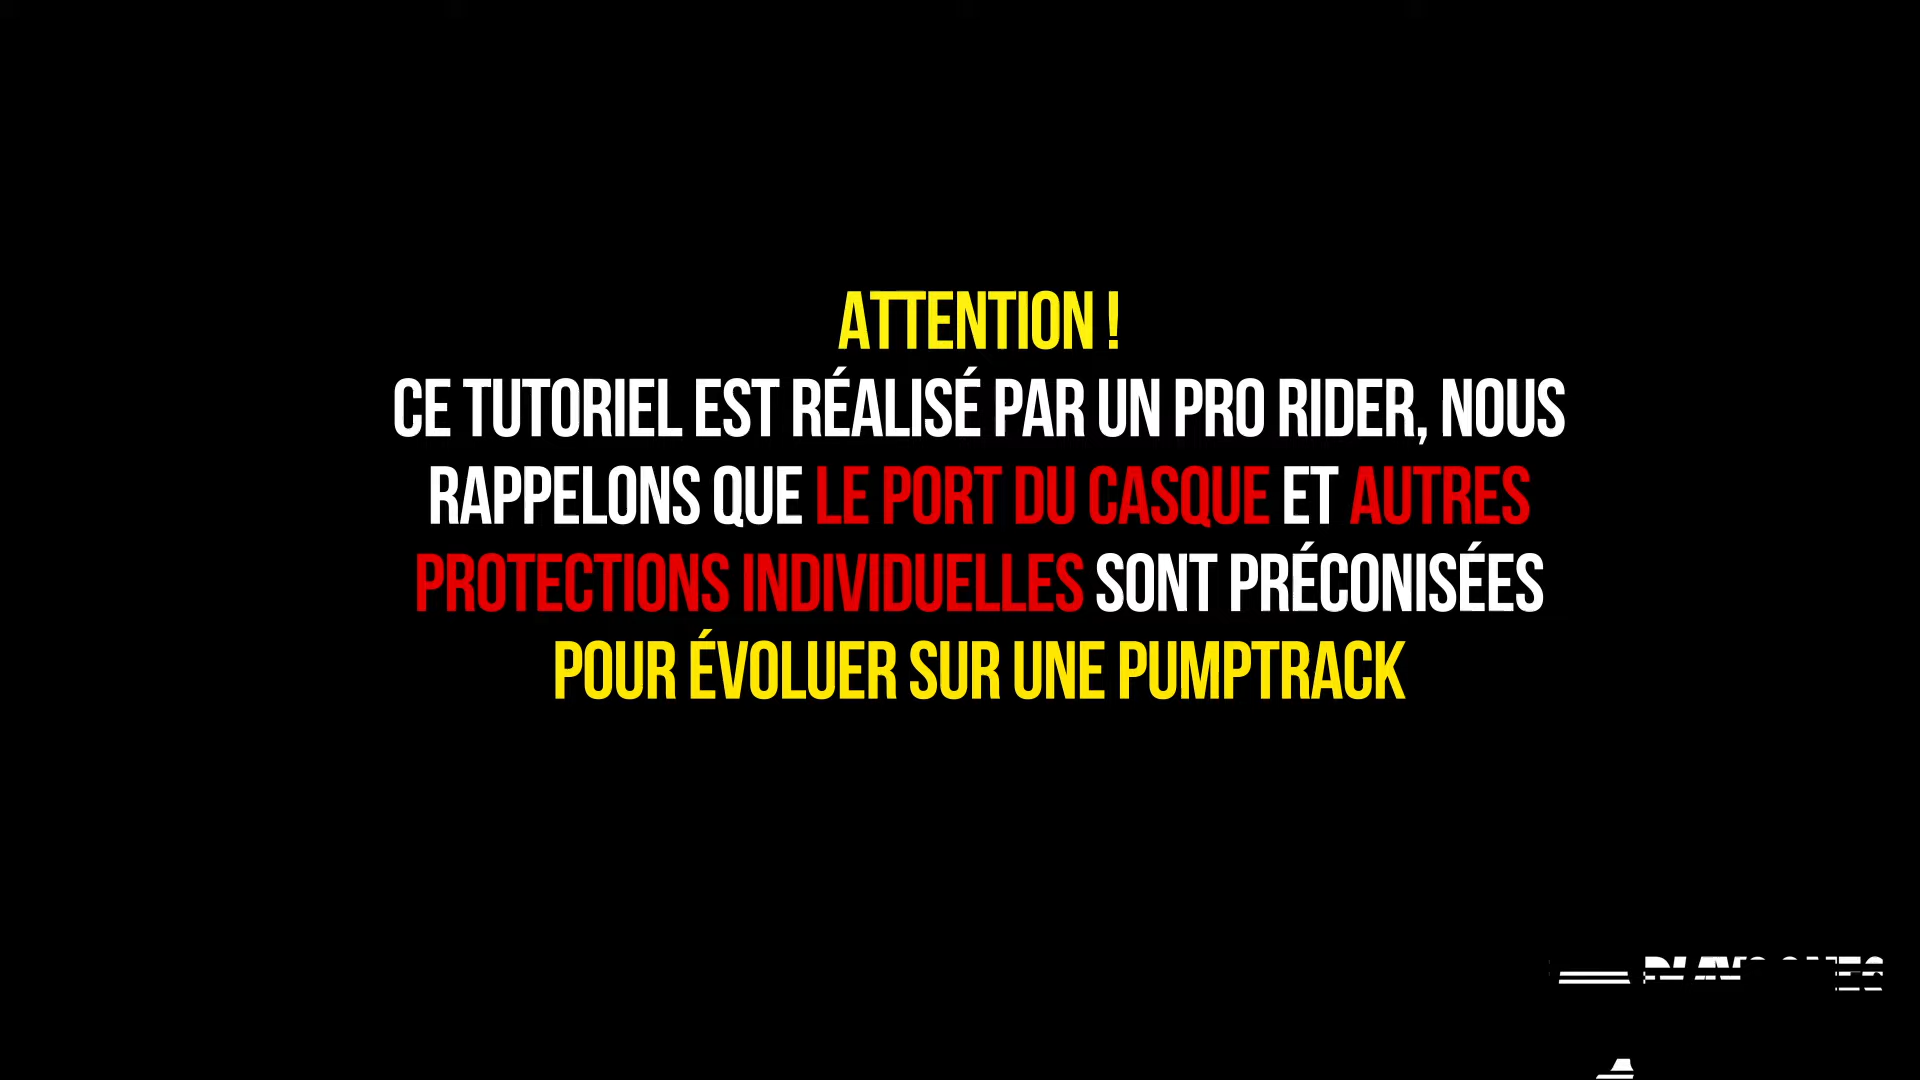 ATTENTION !
CE TUTORIEL EST RÉALISÉ PAR UN PRO RIDER, NOUS
RAPPELONS QUE LE PORT DU CASQUE ET AUTRES
PROTECTIONS INDIVIDUELLES SONT PRÉCONISÉES
POUR ÉVOLUER SUR UNE PUMPTRACK